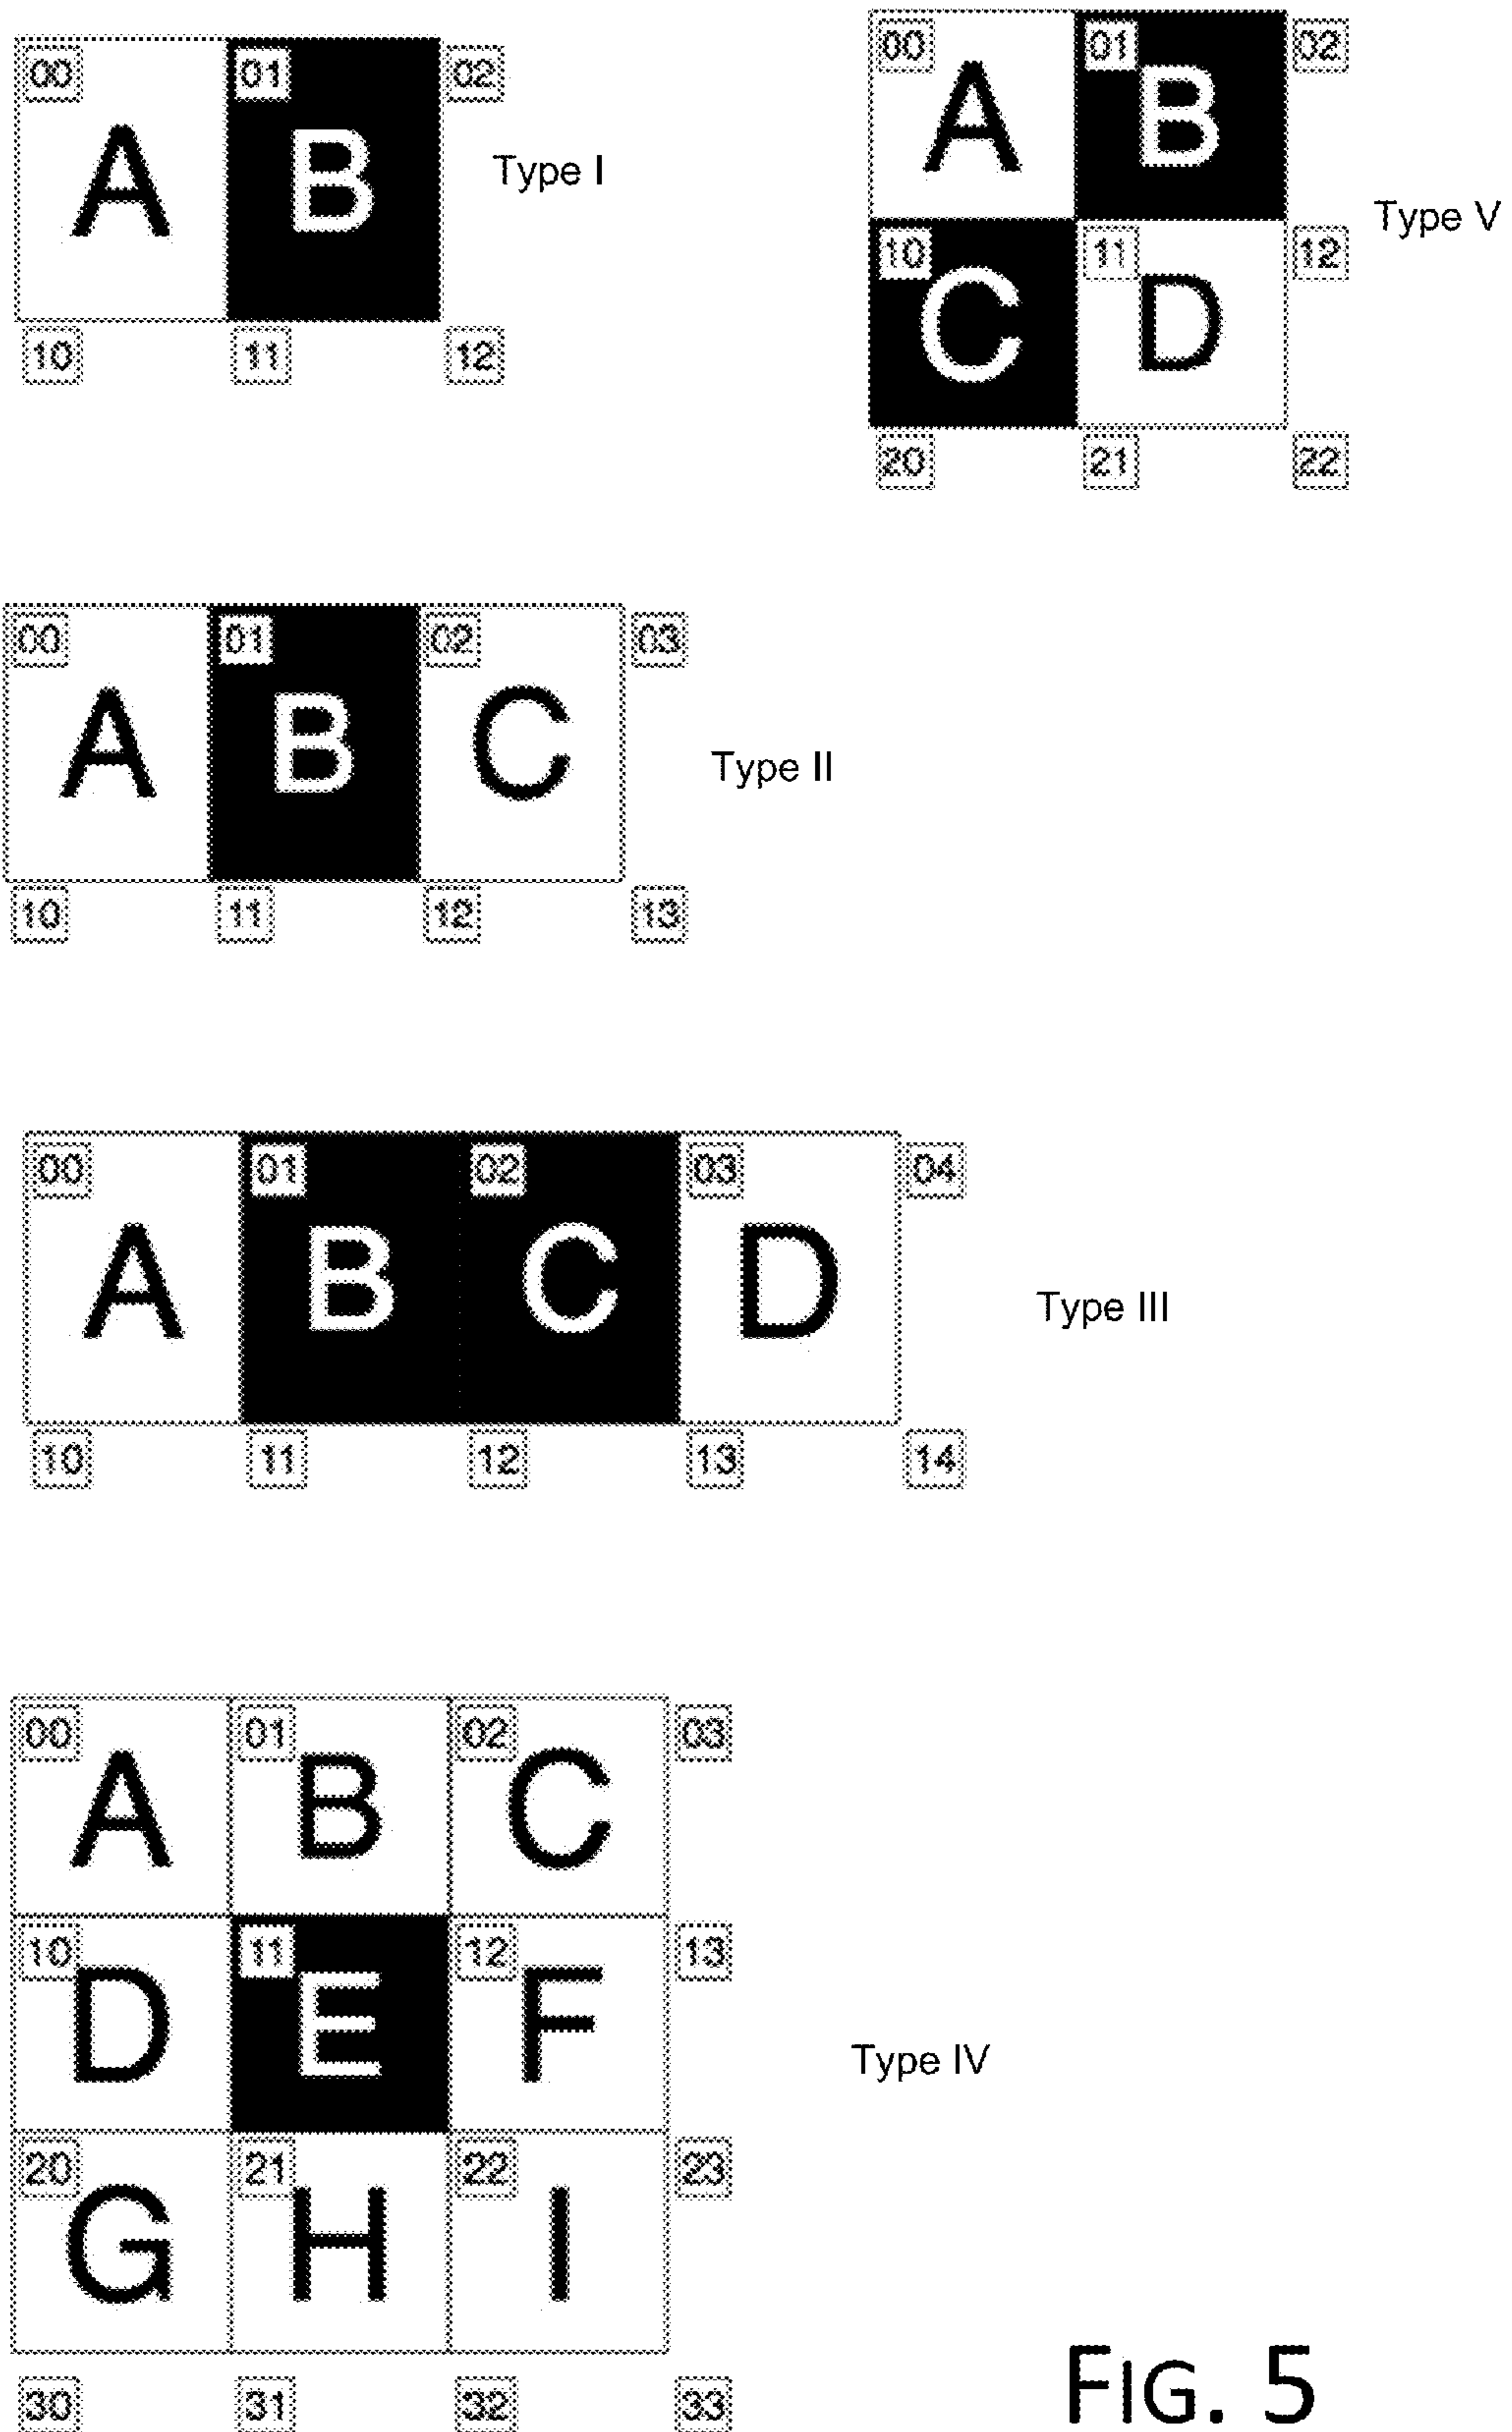 00 01 02
A B
Type I
10 11 12
00 01 02
A B
Type V
10 11 12
C D
20 21 22
00 01 02 03
A B C
Type II
10 11 12 13
00 01 02 03 04
A B C D
Type III
10 11 12 13 14
00 01 02 03
A B C
10 11 12 13
D E F
Type IV
20 21 22 23
G H I
30 31 32 33
FIG. 5